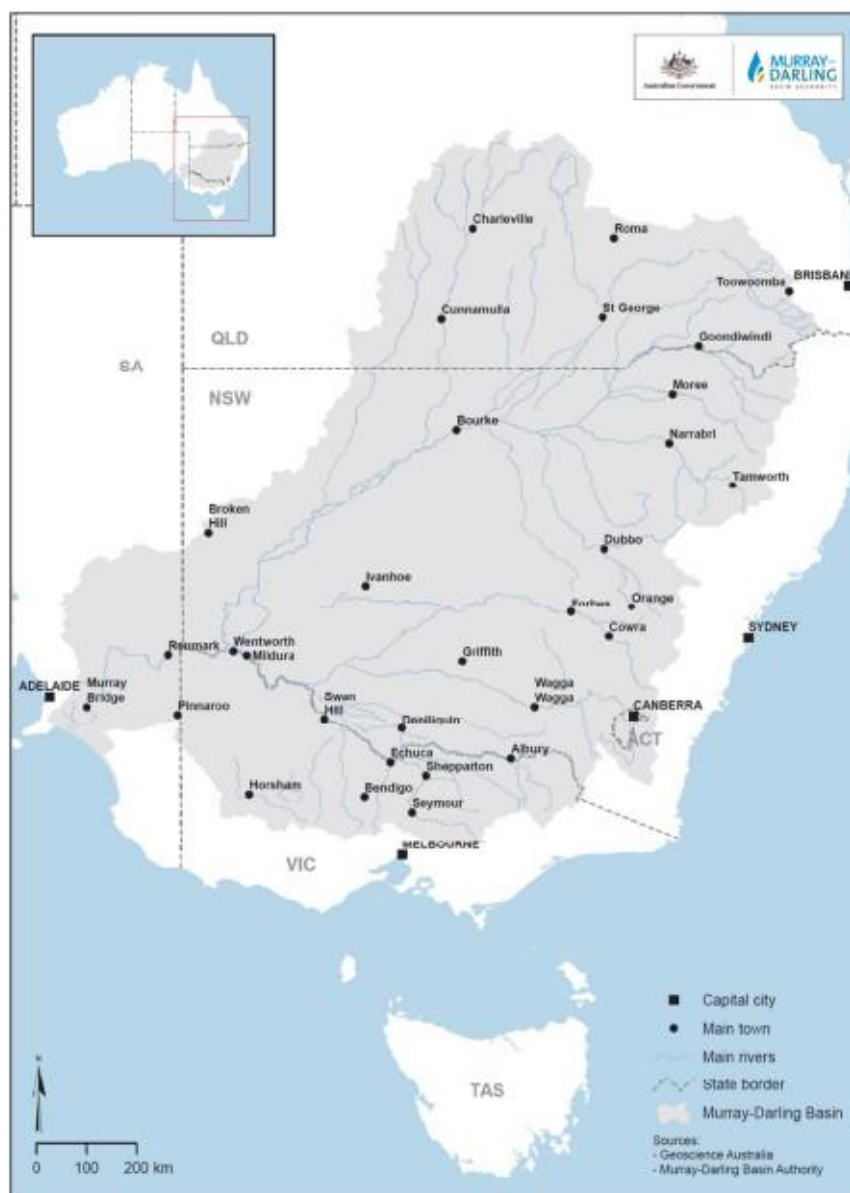 Australian Government
MURRAY–
DARLING
BASIN AUTHORITY
Charleville
Roma
BRISBANE
Toowoomba
Cunnamulla
St George
QLD
Goondiwindi
SA
NSW
Moree
Bourke
Narrabri
Tamworth
Broken
Hill
Dubbo
Ivanhoe
Orange
Forbes
Cowra
SYDNEY
Renmark
Wentworth
Mildura
Griffith
ADELAIDE
Murray
Bridge
Pinnaroo
Swan
Hill
Wagga
Wagga
CANBERRA
Deniliquin
ACT
Echuca
Albury
Shepparton
Horsham
Bendigo
Seymour
MELBOURNE
VIC
Capital city
Main town
Main rivers
TAS
State border
Murray-Darling Basin
N
0 100 200 km
Sources:
- Geoscience Australia
- Murray-Darling Basin Authority